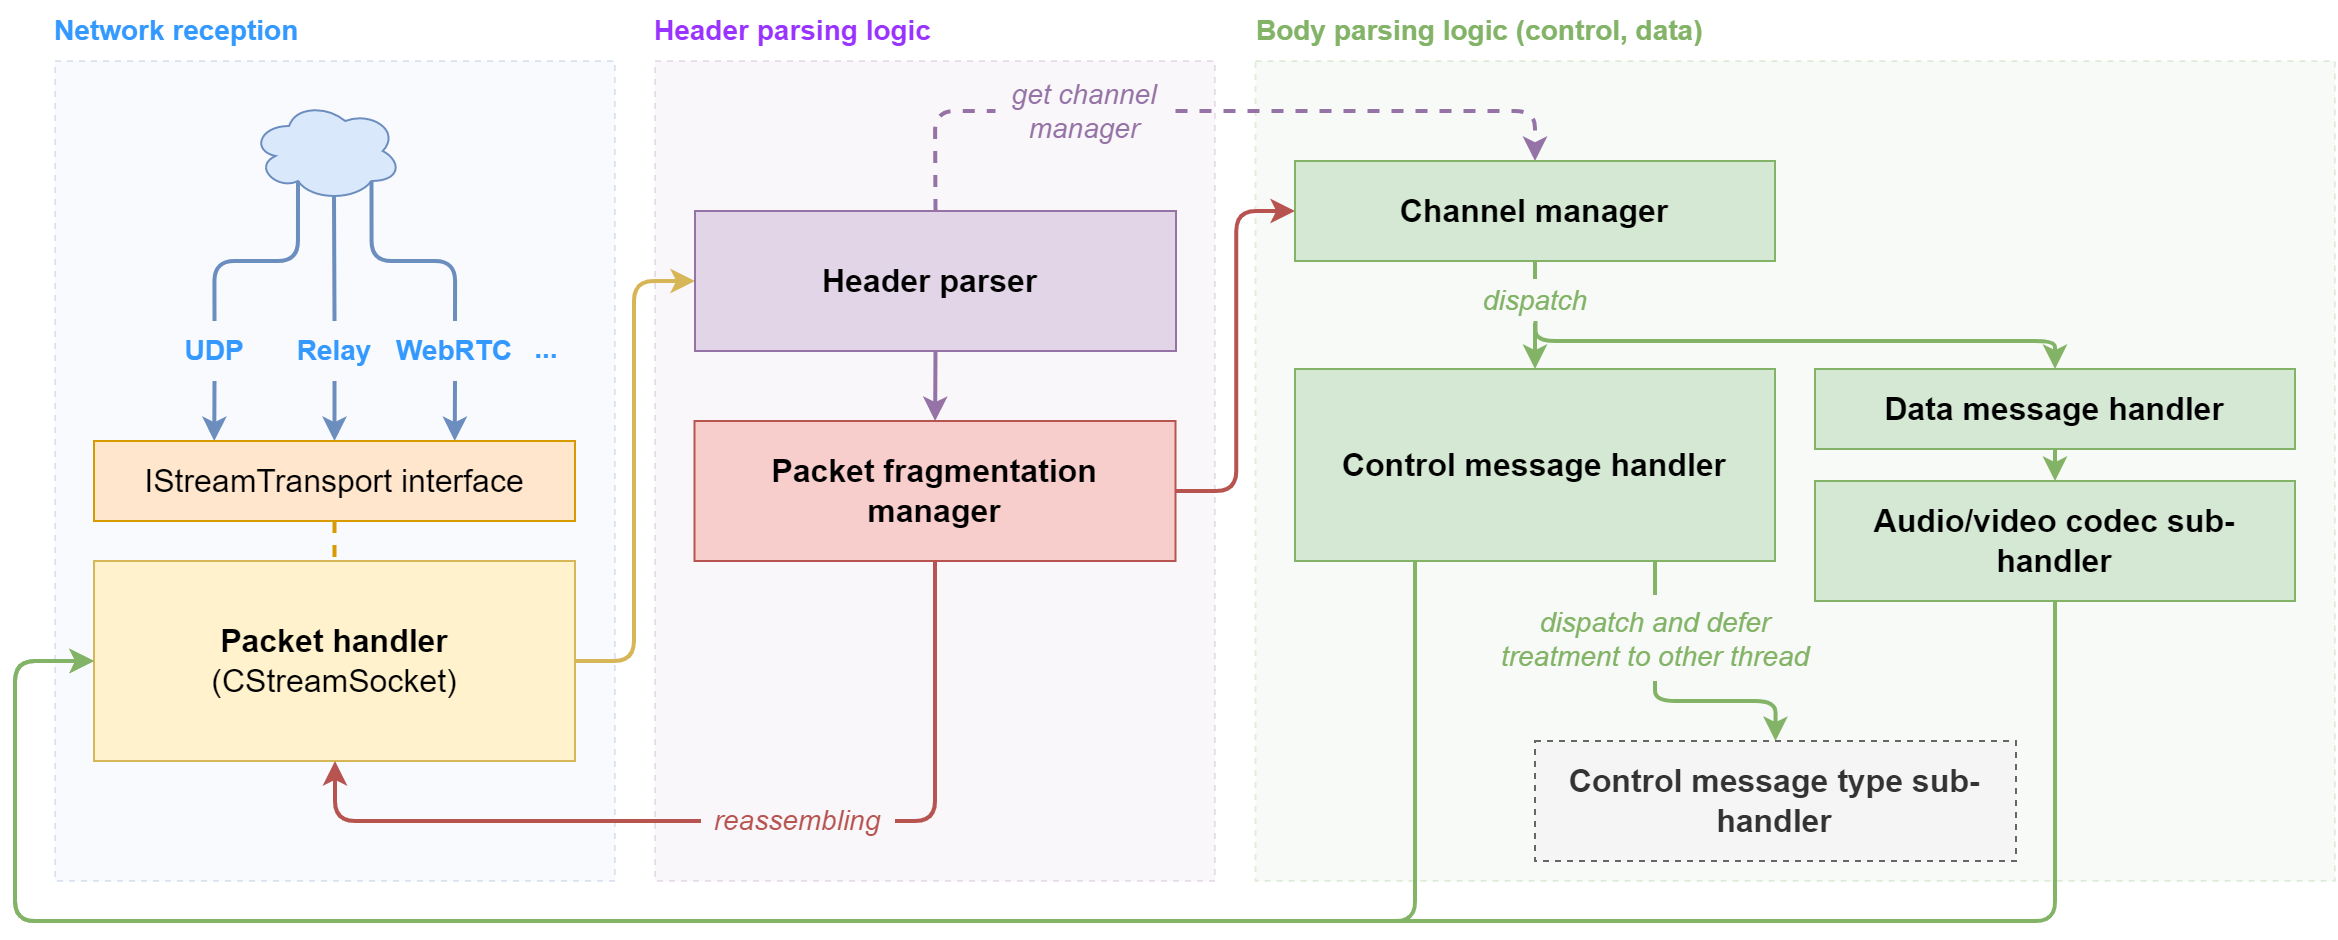 Network reception
UDP
Relay
WebRTC
...
IStreamTransport interface
Packet handler
(CStreamSocket)
Header parsing logic
get channel
manager
Header parser
Packet fragmentation
manager
reassembling
Body parsing logic (control, data)
Channel manager
dispatch
Control message handler
Data message handler
Audio/video codec sub-
handler
dispatch and defer
treatment to other thread
Control message type sub-
handler